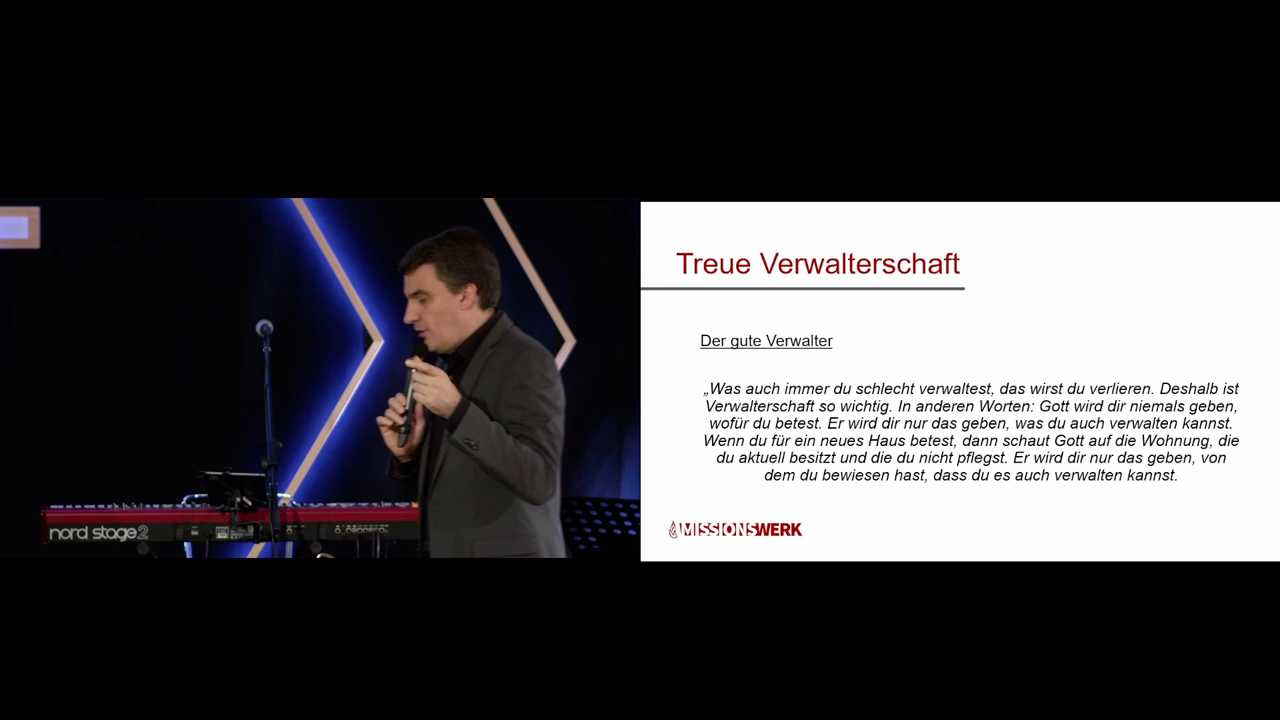 nord stage2
Treue Verwalterschaft
Der gute Verwalter
„Was auch immer du schlecht verwaltest, das wirst du verlieren. Deshalb ist
Verwalterschaft so wichtig. In anderen Worten: Gott wird dir niemals geben,
wofür du betest. Er wird dir nur das geben, was du auch verwalten kannst.
Wenn du für ein neues Haus betest, dann schaut Gott auf die Wohnung, die
du aktuell besitzt und die du nicht pflegst. Er wird dir nur das geben, von
dem du bewiesen hast, dass du es auch verwalten kannst.
MISSIONSWERK